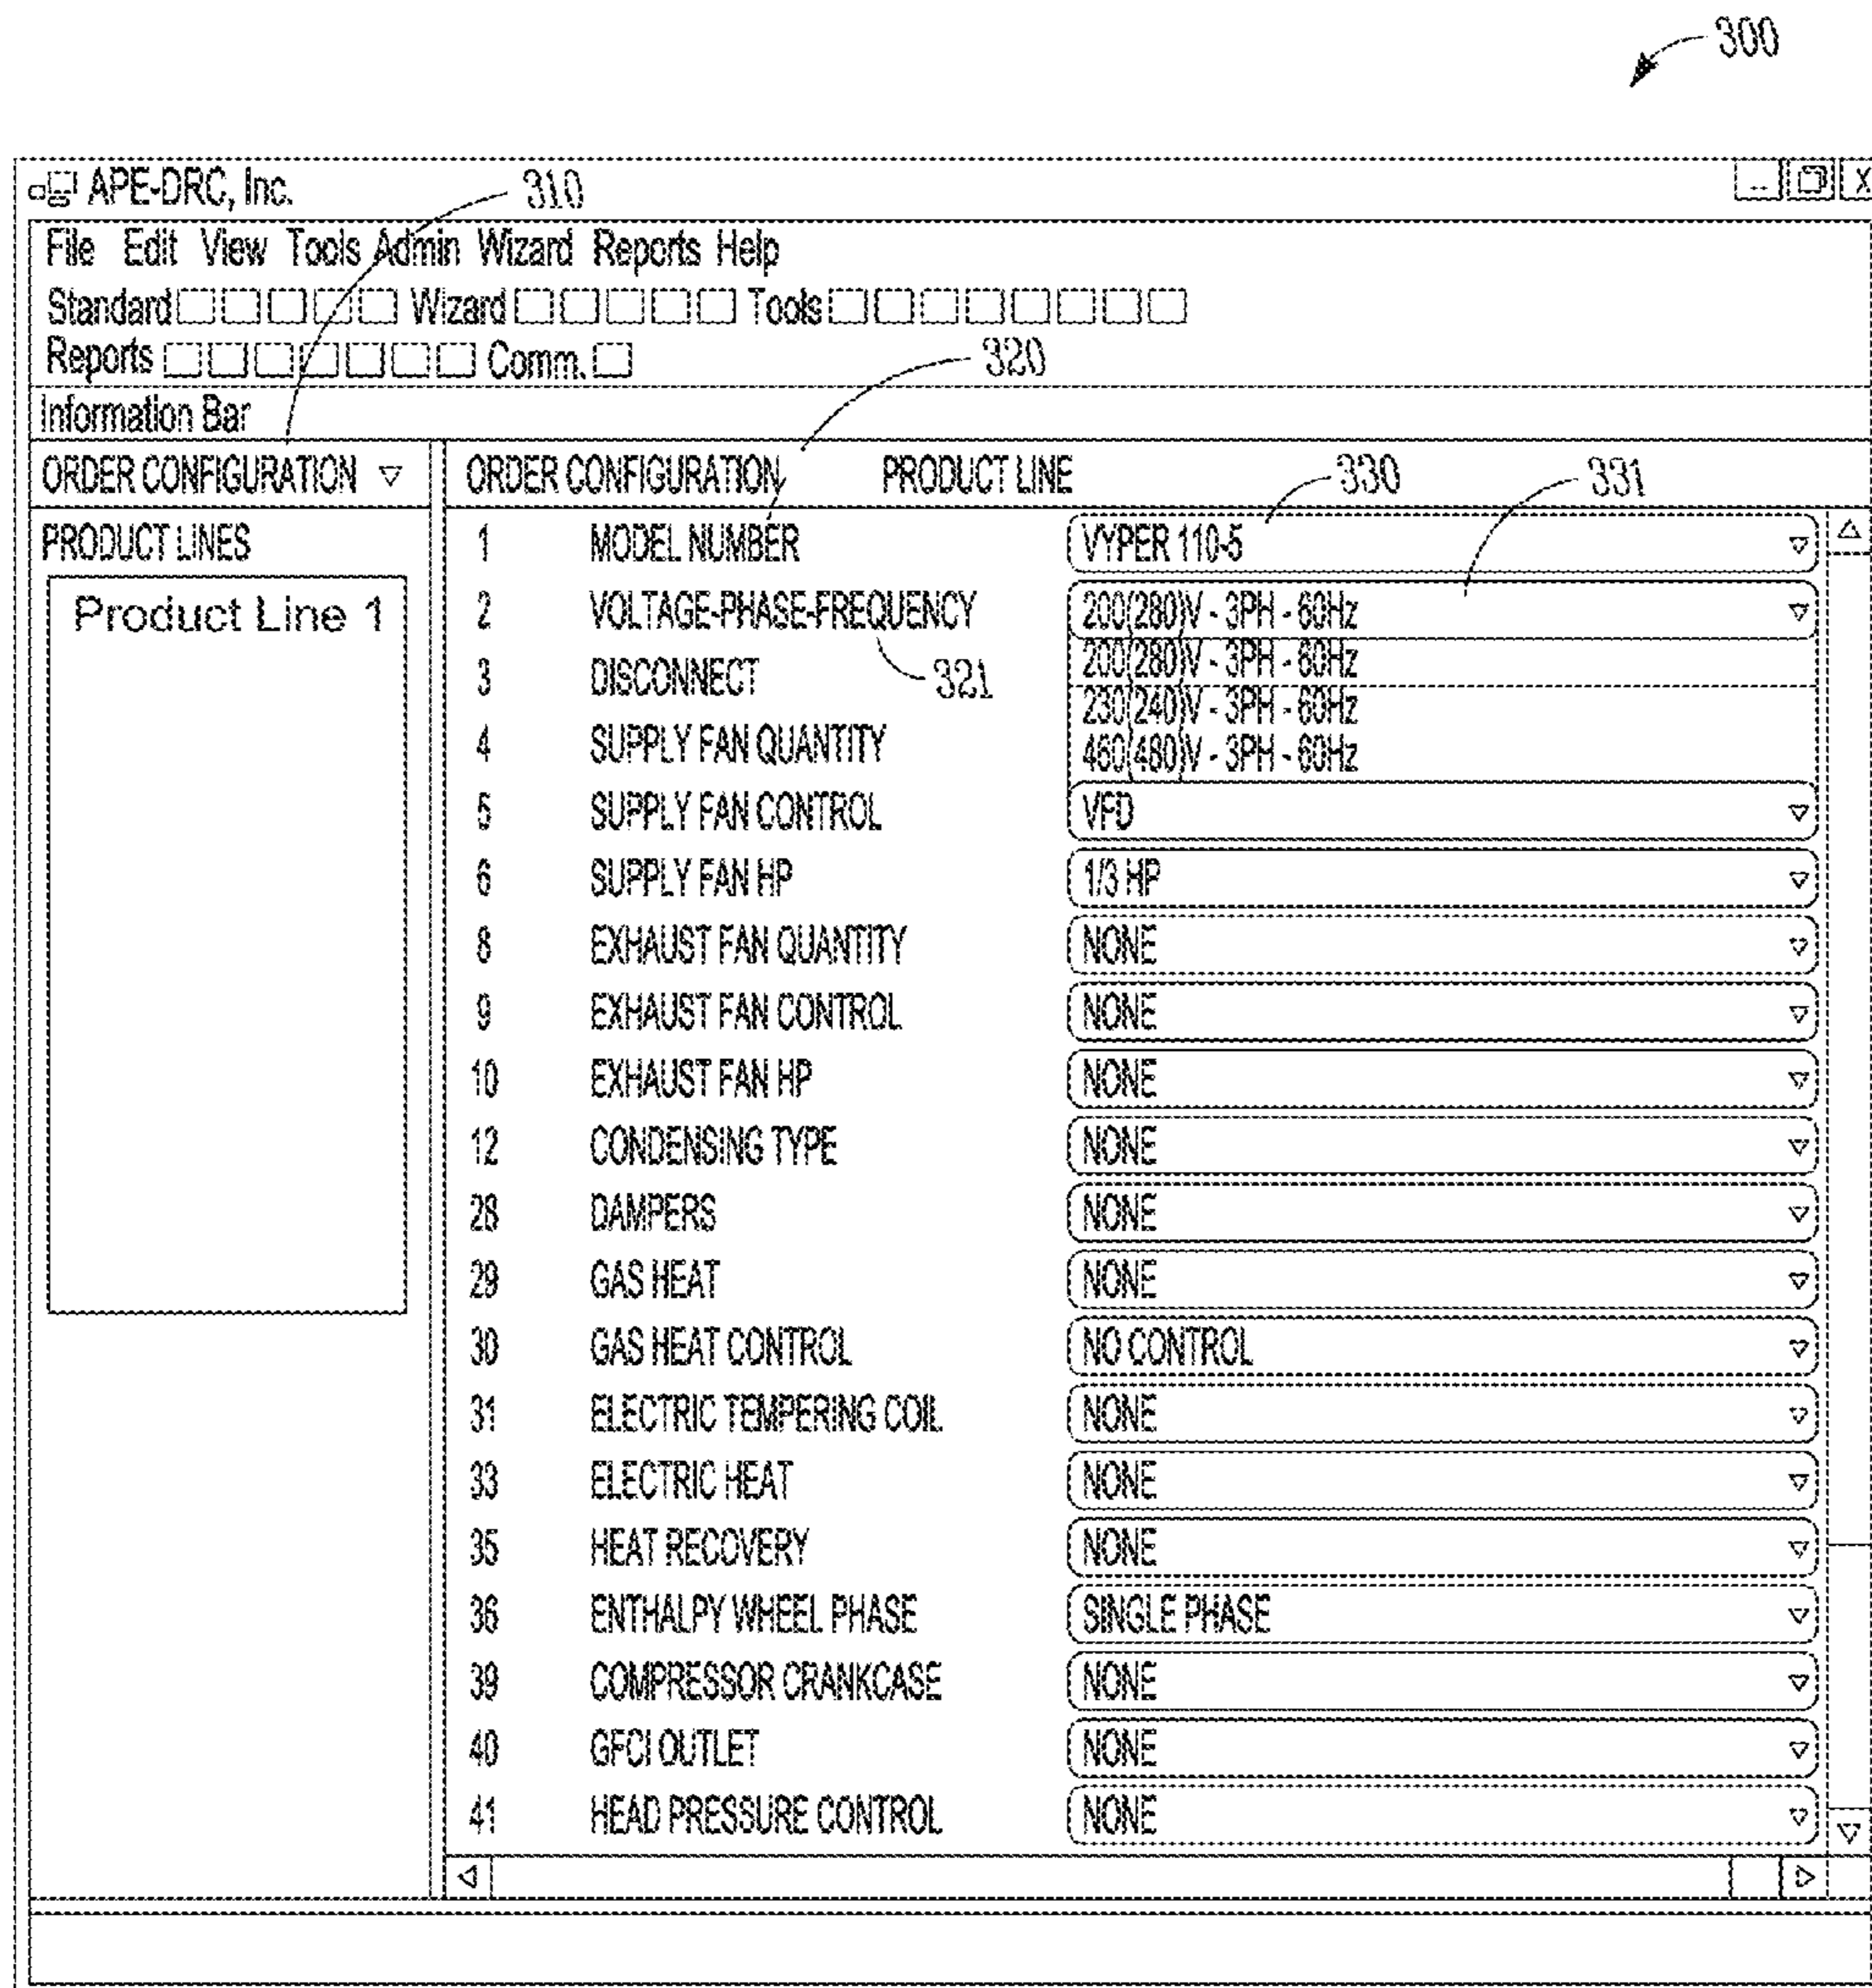 300
APE-DRC, Inc.
310
File Edit View Tools Admin Wizard Reports Help
Standard Wizard Tools
Reports Comm.
320
Information Bar
ORDER CONFIGURATION
ORDER CONFIGURATION PRODUCT LINE
330
331
PRODUCT LINES
Product Line 1
1 MODEL NUMBER VYPER 110-5
2 VOLTAGE-PHASE-FREQUENCY 200(280)V - 3PH - 60Hz
200(280)V - 3PH - 60Hz
3 DISCONNECT
321
230(240)V - 3PH - 60Hz
4 SUPPLY FAN QUANTITY 460(480)V - 3PH - 60Hz
5 SUPPLY FAN CONTROL VFD
6 SUPPLY FAN HP 1/3 HP
8 EXHAUST FAN QUANTITY NONE
9 EXHAUST FAN CONTROL NONE
10 EXHAUST FAN HP NONE
12 CONDENSING TYPE NONE
28 DAMPERS NONE
29 GAS HEAT NONE
30 GAS HEAT CONTROL NO CONTROL
31 ELECTRIC TEMPERING COIL NONE
33 ELECTRIC HEAT NONE
35 HEAT RECOVERY NONE
36 ENTHALPY WHEEL PHASE SINGLE PHASE
39 COMPRESSOR CRANKCASE NONE
40 GFCI OUTLET NONE
41 HEAD PRESSURE CONTROL NONE